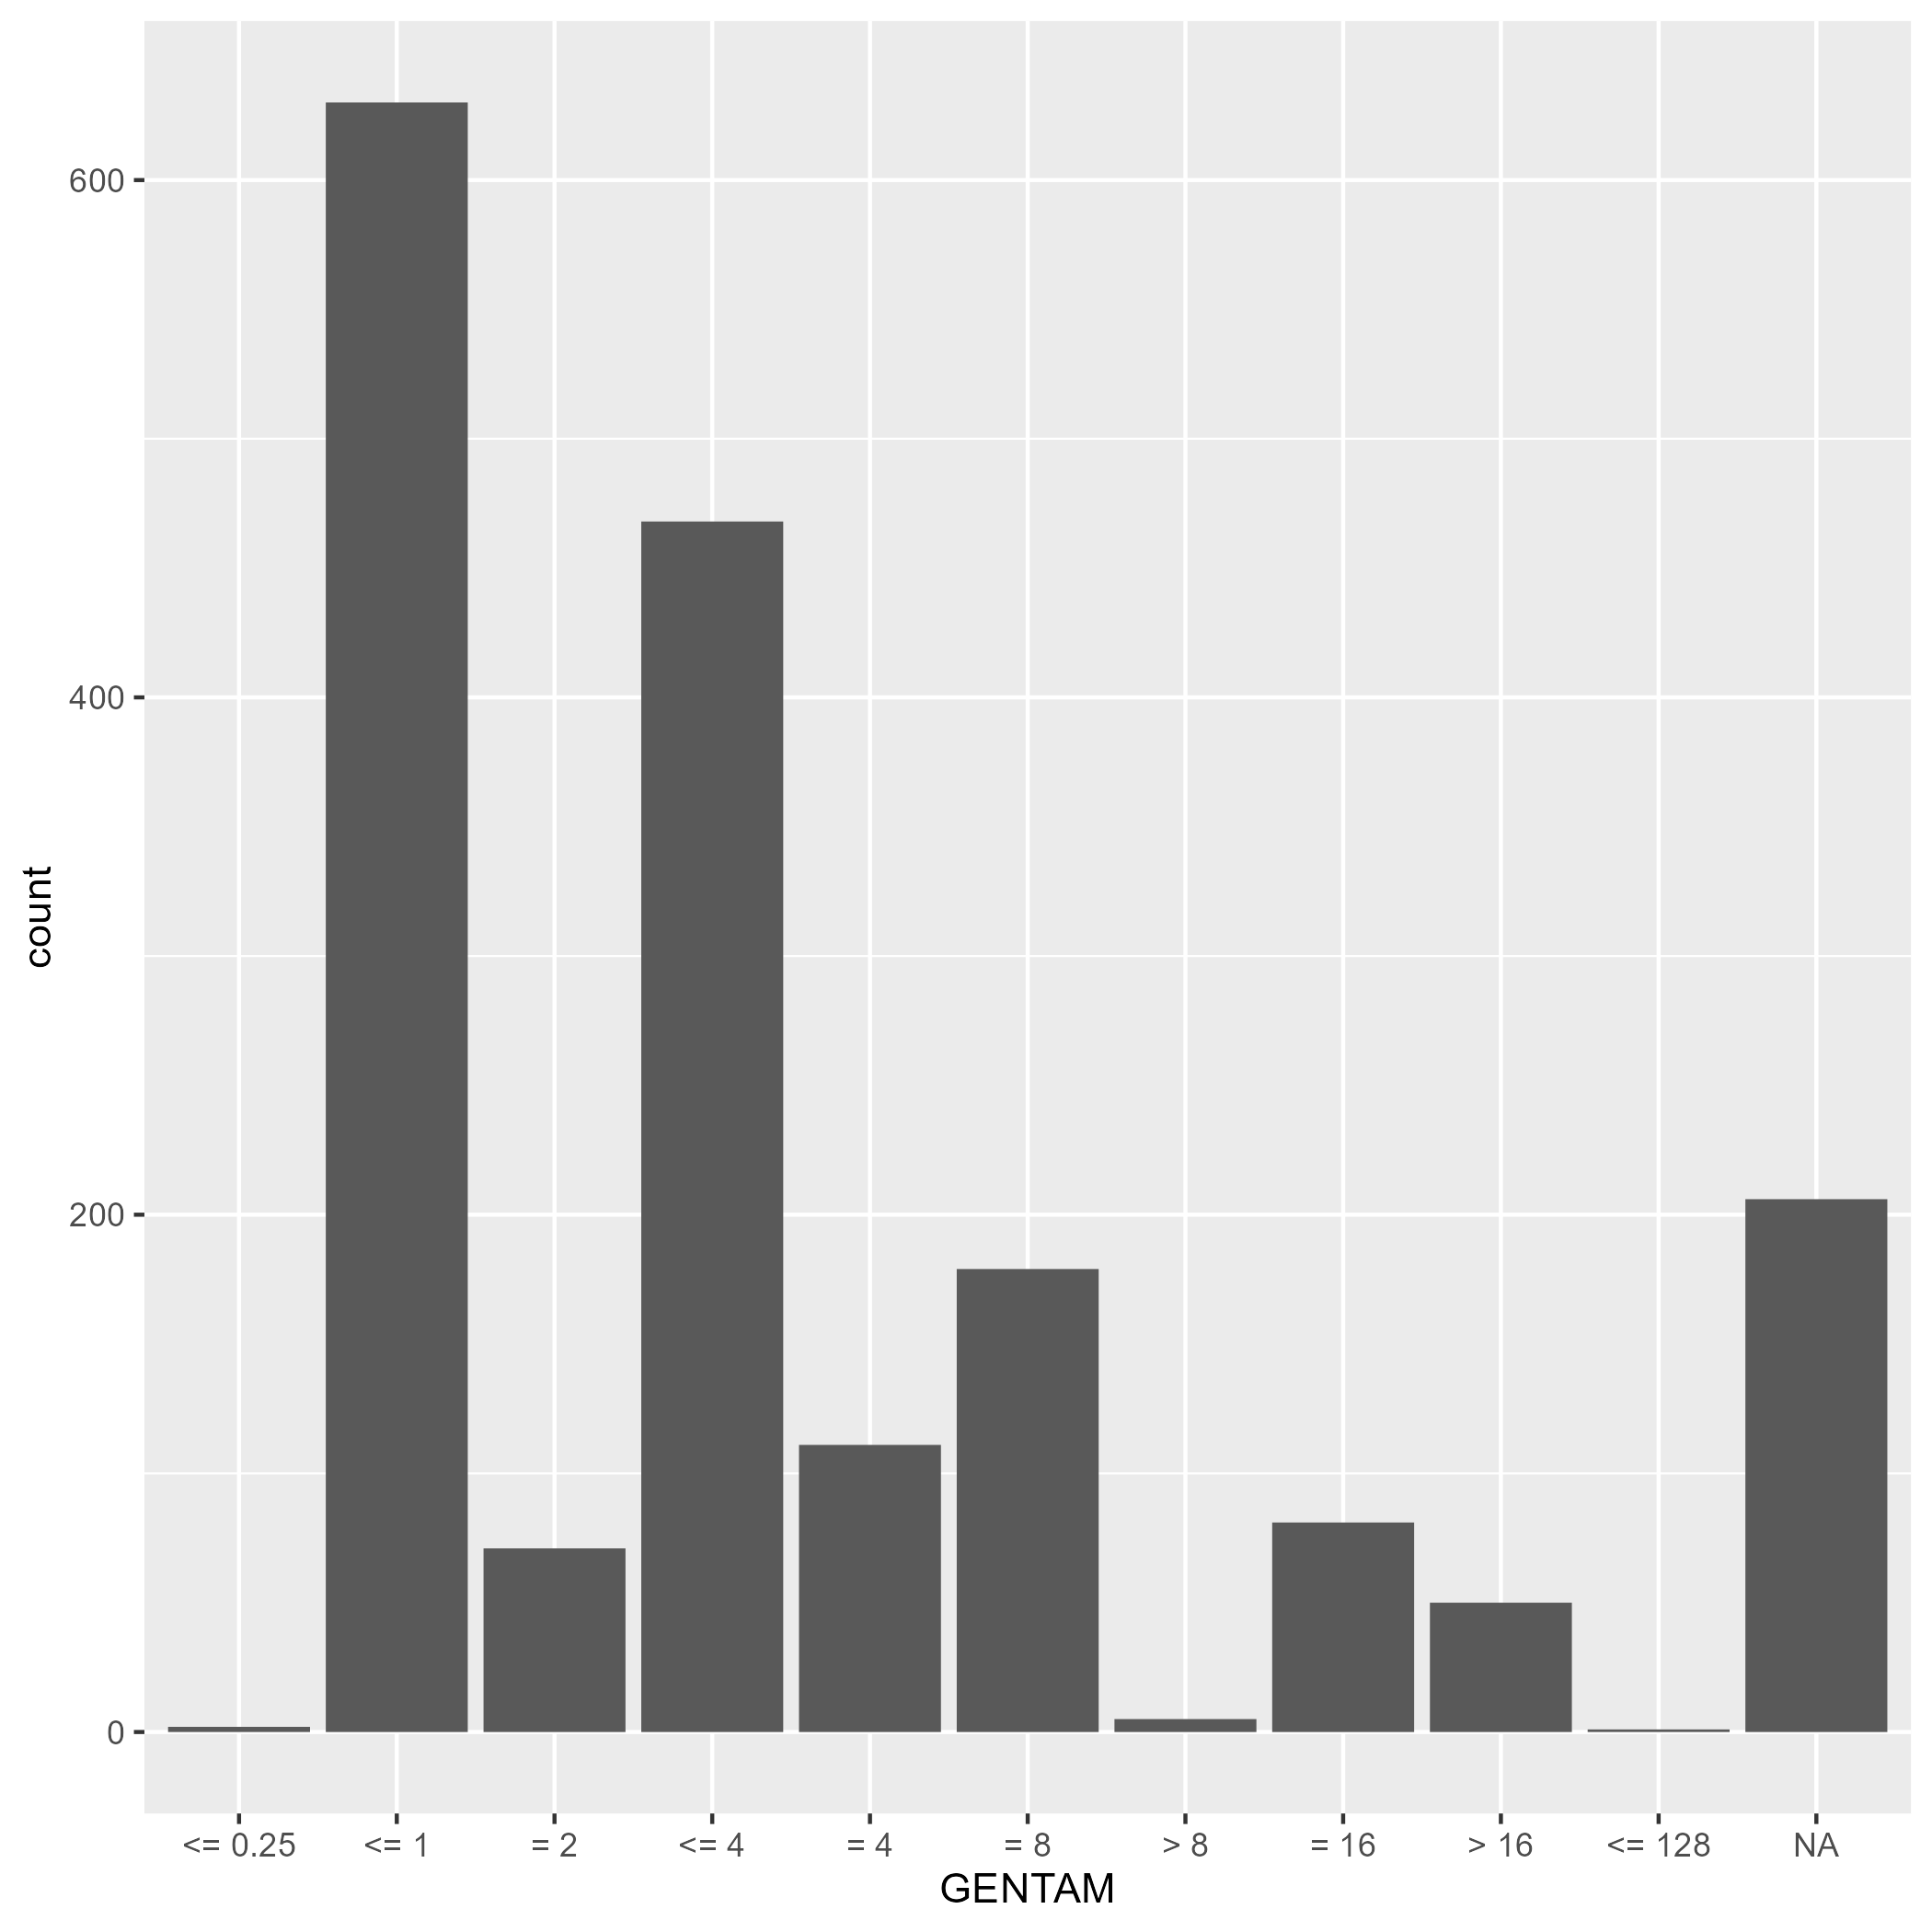 600
400
200
0
count
<= 0.25 <= 1 = 2 <= 4 = 4 = 8 > 8 = 16 > 16 <= 128 NA
GENTAM